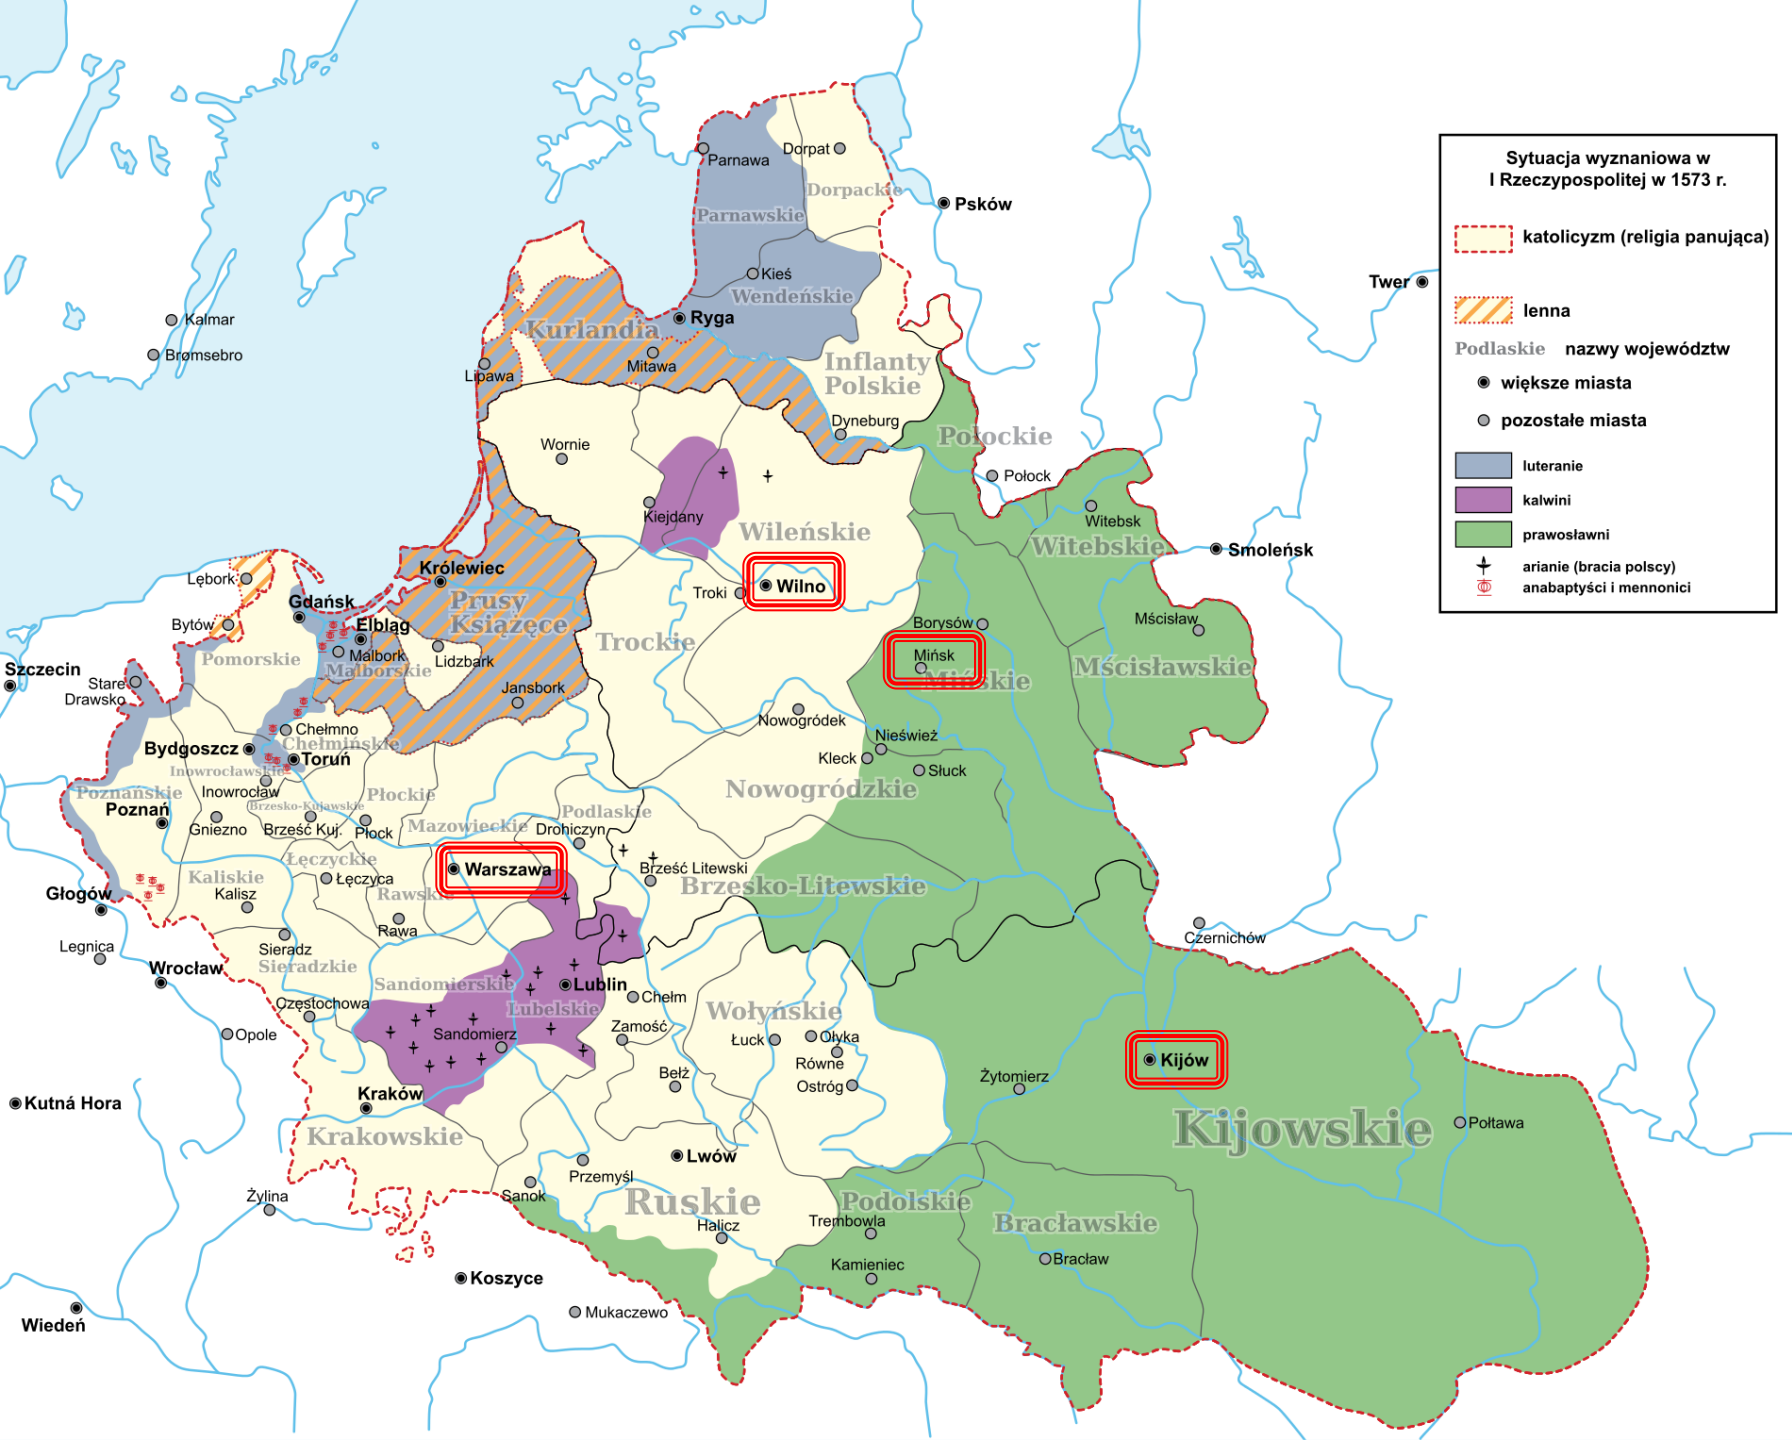 Sytuacja wyznaniowa w
I Rzeczypospolitej w 1573 r.
katolicyzm (religia panująca)
lenna
Podlaskie nazwy województw
większe miasta
pozostałe miasta
luteranie
kalwini
prawosławni
arianie (bracia polscy)
anabaptyści i mennonici
Parnawa
Dorpat
Dorpackie
Psków
Parnawskie
Kieś
Wendeńskie
Twer
Kalmar
Brømsebro
Ryga
Kurlandia
Mitawa
Lipawa
Inflanty
Polskie
Dyneburg
Wornie
Połockie
Połock
Kiejdany
Wileńskie
Witebsk
Witebskie
Smoleńsk
Królewiec
Wilno
Troki
Lębork
Gdańsk
Prusy
Książęce
Elbląg
Bytów
Borysów
Mścisław
Malbork
Lidzbark
Trockie
Mińsk
Pomorskie
Malborskie
Mińskie
Mścisławskie
Szczecin
Stare
Drawsko
Jansbork
Nowogródek
Chełmno
Chełmińskie
Nieśwież
Bydgoszcz
Toruń
Kleck
Słuck
Inowrocławskie
Inowrocław
Poznańskie
Nowogródzkie
Płockie
Brzesko-Kujawskie
Poznań
Gniezno
Brześć Kuj.
Płock
Mazowieckie
Podlaskie
Drohiczyn
Łęczyckie
Łęczyca
Warszawa
Brześć Litewski
Kaliskie
Kalisz
Rawskie
Brzesko-Litewskie
Głogów
Rawa
Legnica
Sieradz
Sieradzkie
Czernichów
Wrocław
Sandomierskie
Lublin
Lubelskie
Chełm
Częstochowa
Wołyńskie
Opole
Sandomierz
Zamość
Łuck
Ołyka
Równe
Kijów
Bełż
Ostróg
Żytomierz
Kraków
Kutná Hora
Krakowskie
Kijowskie
Połtawa
Lwów
Przemyśl
Sanok
Żylina
Ruskie
Podolskie
Halicz
Trembowla
Bracławskie
Kamieniec
Bracław
Koszyce
Mukaczewo
Wiedeń